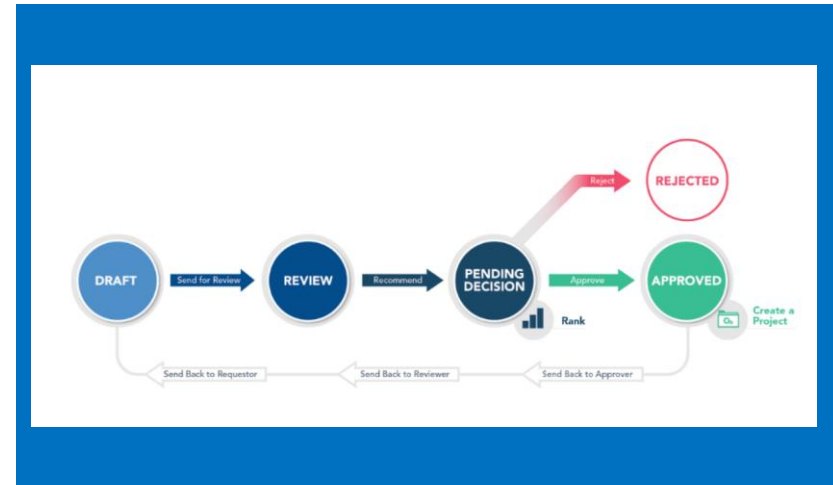 Reject
REJECTED
DRAFT
Send for Review
REVIEW
Recommend
PENDING
DECISION
Approve
APPROVED
Rank
Create a
Project
Send Back to Requestor
Send Back to Reviewer
Send Back to Approver